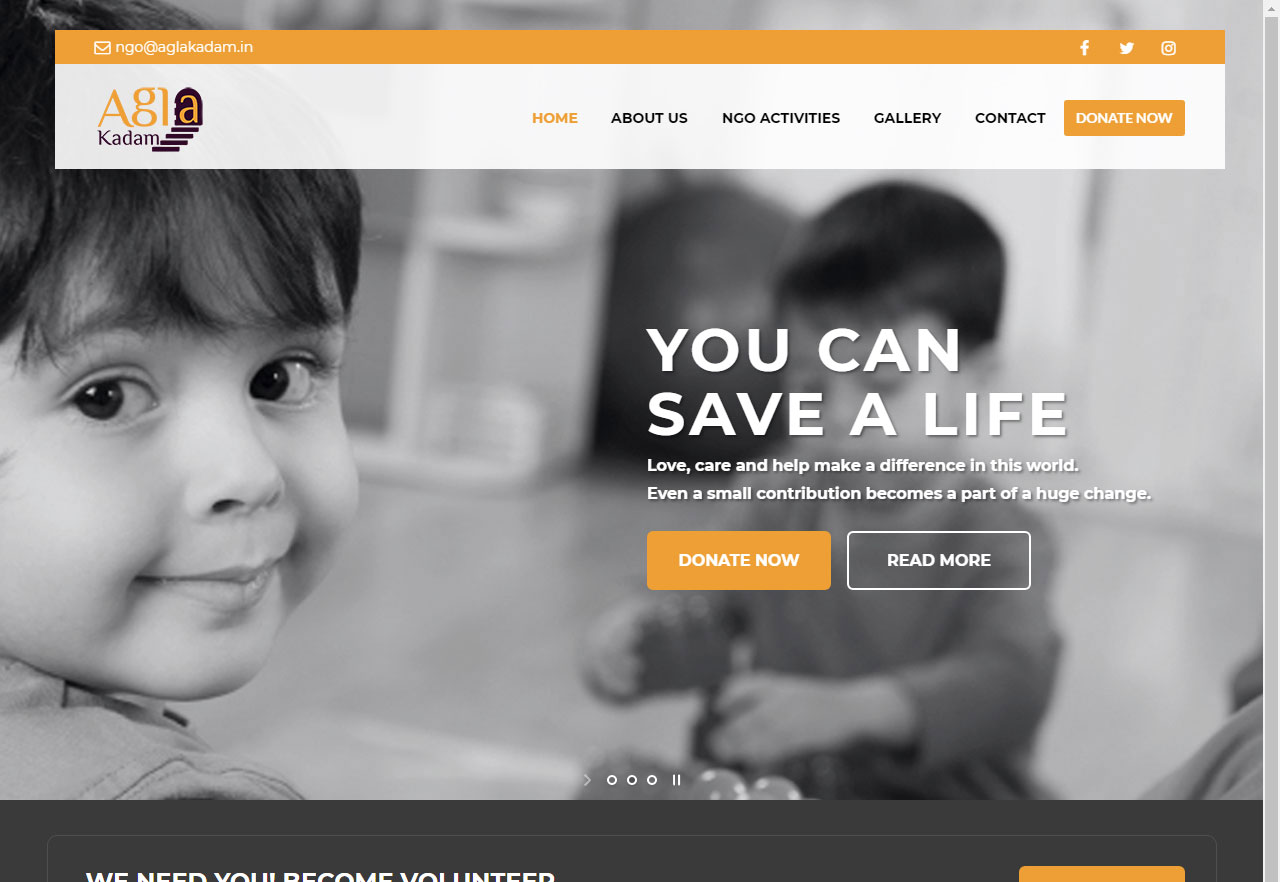 ngo@aglakadam.in
Agla
Kadam
HOME ABOUT US NGO ACTIVITIES GALLERY CONTACT DONATE NOW
YOU CAN
SAVE A LIFE
Love, care and help make a difference in this world.
Even a small contribution becomes a part of a huge change.
DONATE NOW READ MORE
WE NEED YOU! BECOME VOLUNTEER